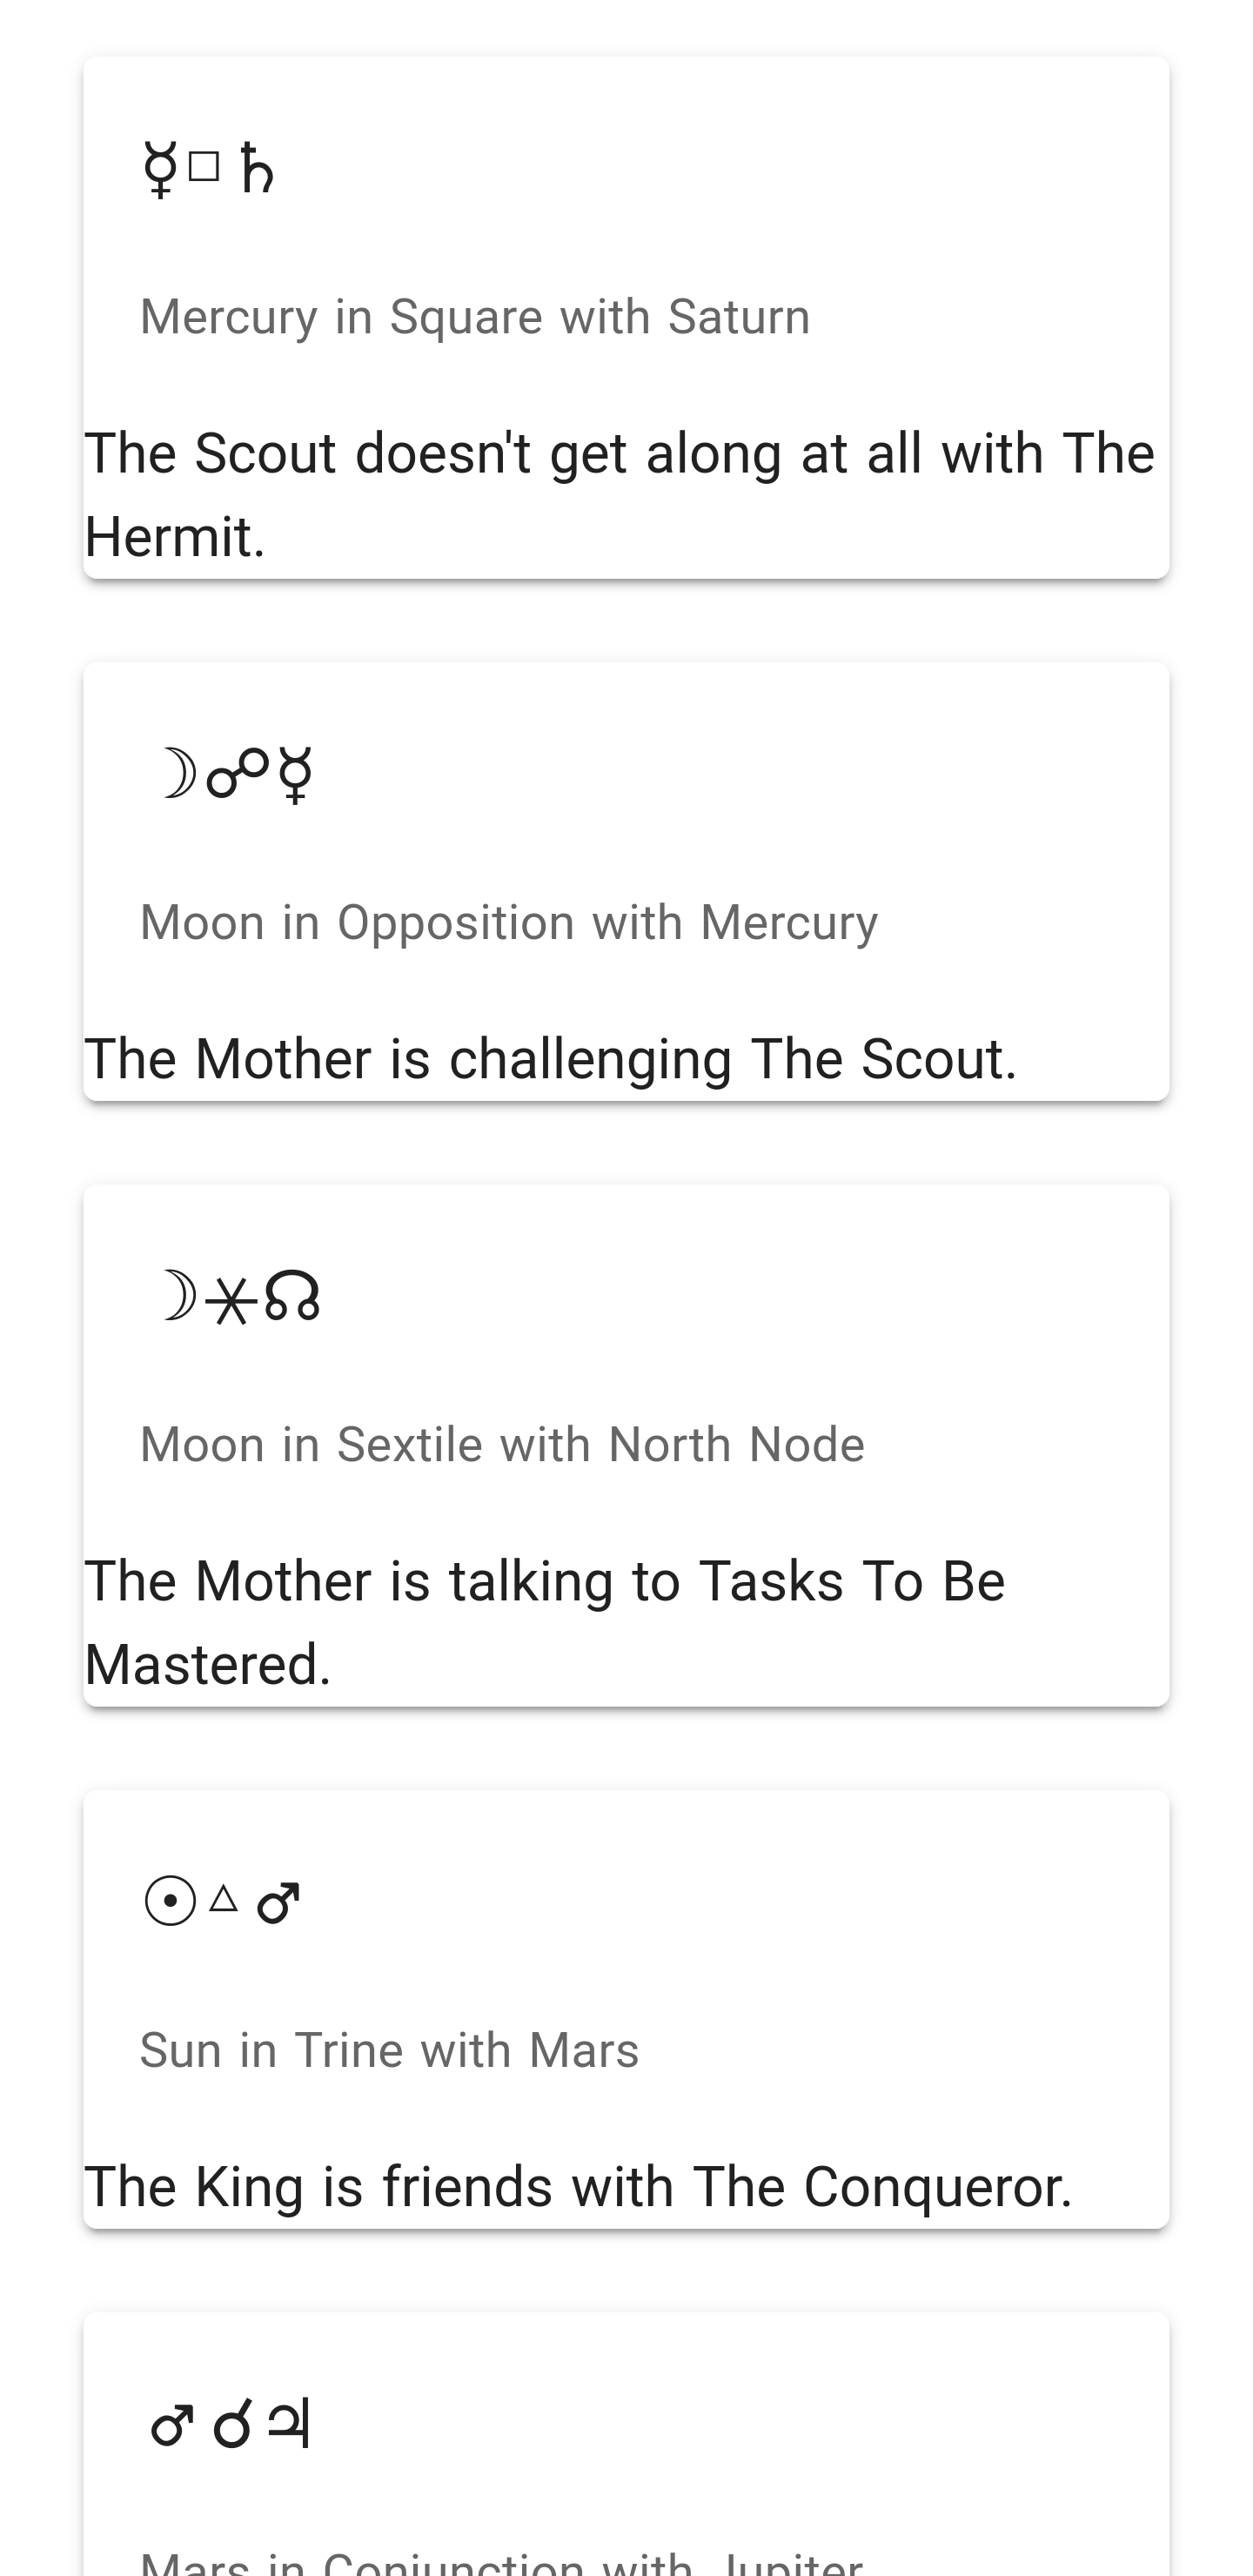 ☿□♄
Mercury in Square with Saturn
The Scout doesn't get along at all with The
Hermit.
☽☍☿
Moon in Opposition with Mercury
The Mother is challenging The Scout.
☽⚹☊
Moon in Sextile with North Node
The Mother is talking to Tasks To Be
Mastered.
☉△♂
Sun in Trine with Mars
The King is friends with The Conqueror.
♂☌♃
Mars in Conjunction with Jupiter